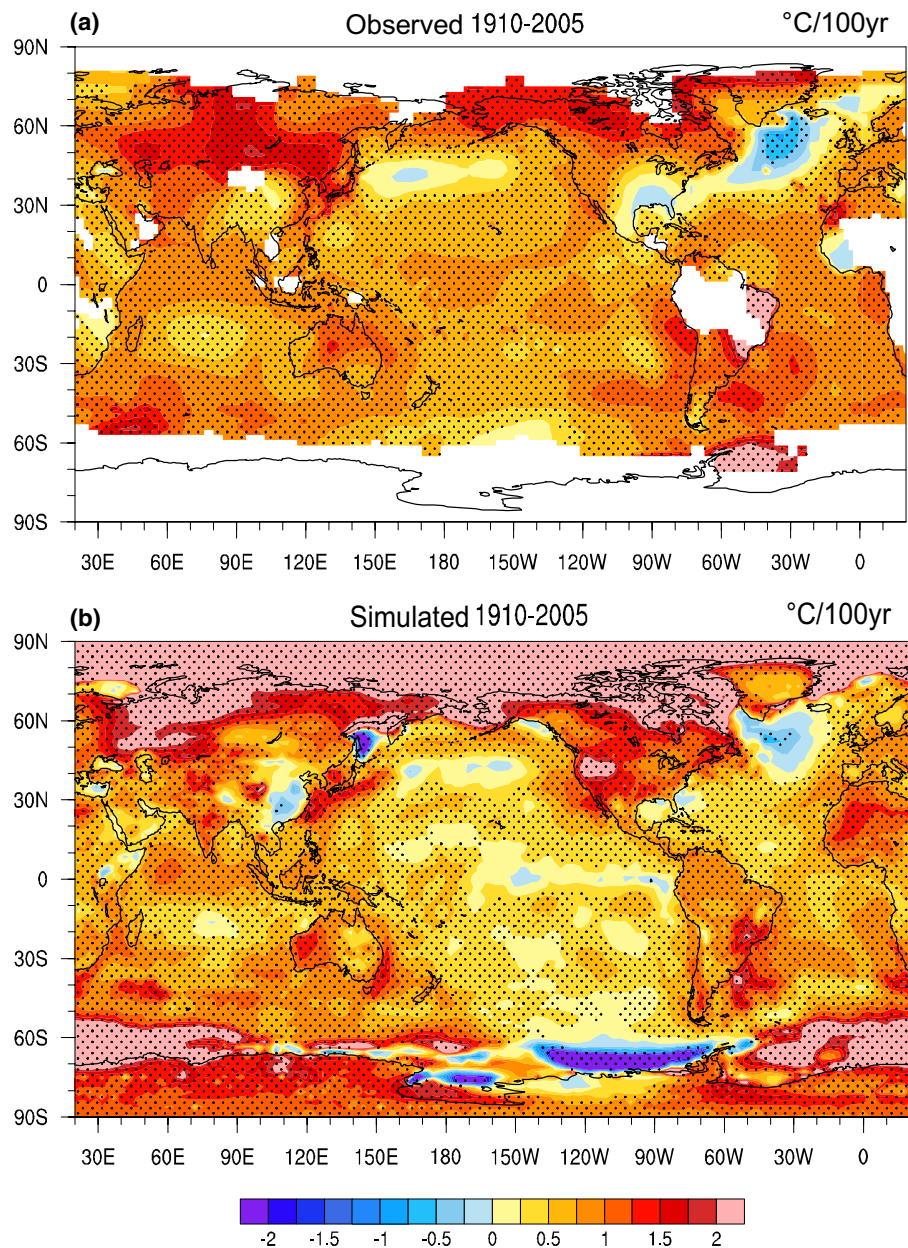 (a) Observed 1910-2005 °C/100yr
90N
60N
30N
0
30S
60S
90S
30E 60E 90E 120E 150E 180 150W 120W 90W 60W 30W 0
(b) Simulated 1910-2005 °C/100yr
90N
60N
30N
0
30S
60S
90S
30E 60E 90E 120E 150E 180 150W 120W 90W 60W 30W 0
-2 -1.5 -1 -0.5 0 0.5 1 1.5 2